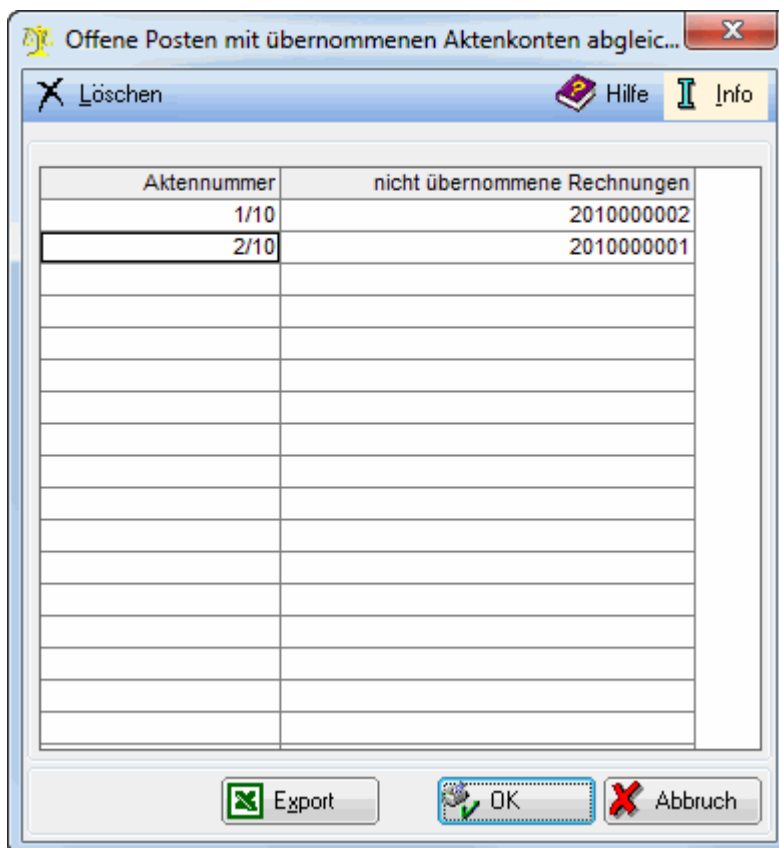 Offene Posten mit übernommenen Aktenkonten abgleic...
Löschen Hilfe Info
Aktennummer nicht übernommene Rechnungen
1/10 2010000002
2/10 2010000001
Export OK Abbruch